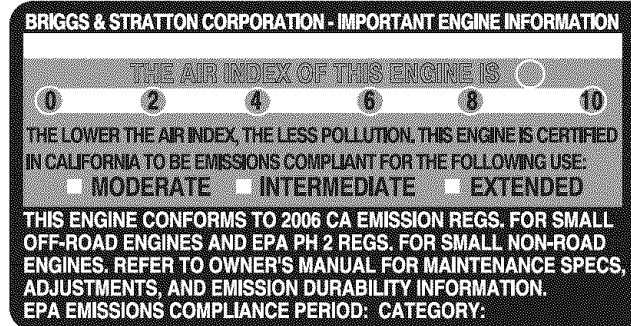 BRIGGS & STRATTON CORPORATION - IMPORTANT ENGINE INFORMATION
THE AIR INDEX OF THIS ENGINE IS
0 2 4 6 8 10
THE LOWER THE AIR INDEX, THE LESS POLLUTION. THIS ENGINE IS CERTIFIED
IN CALIFORNIA TO BE EMISSIONS COMPLIANT FOR THE FOLLOWING USE:
MODERATE INTERMEDIATE EXTENDED
THIS ENGINE CONFORMS TO 2006 CA EMISSION REGS. FOR SMALL
OFF-ROAD ENGINES AND EPA PH 2 REGS. FOR SMALL NON-ROAD
ENGINES. REFER TO OWNER'S MANUAL FOR MAINTENANCE SPECS,
ADJUSTMENTS, AND EMISSION DURABILITY INFORMATION.
EPA EMISSIONS COMPLIANCE PERIOD: CATEGORY: